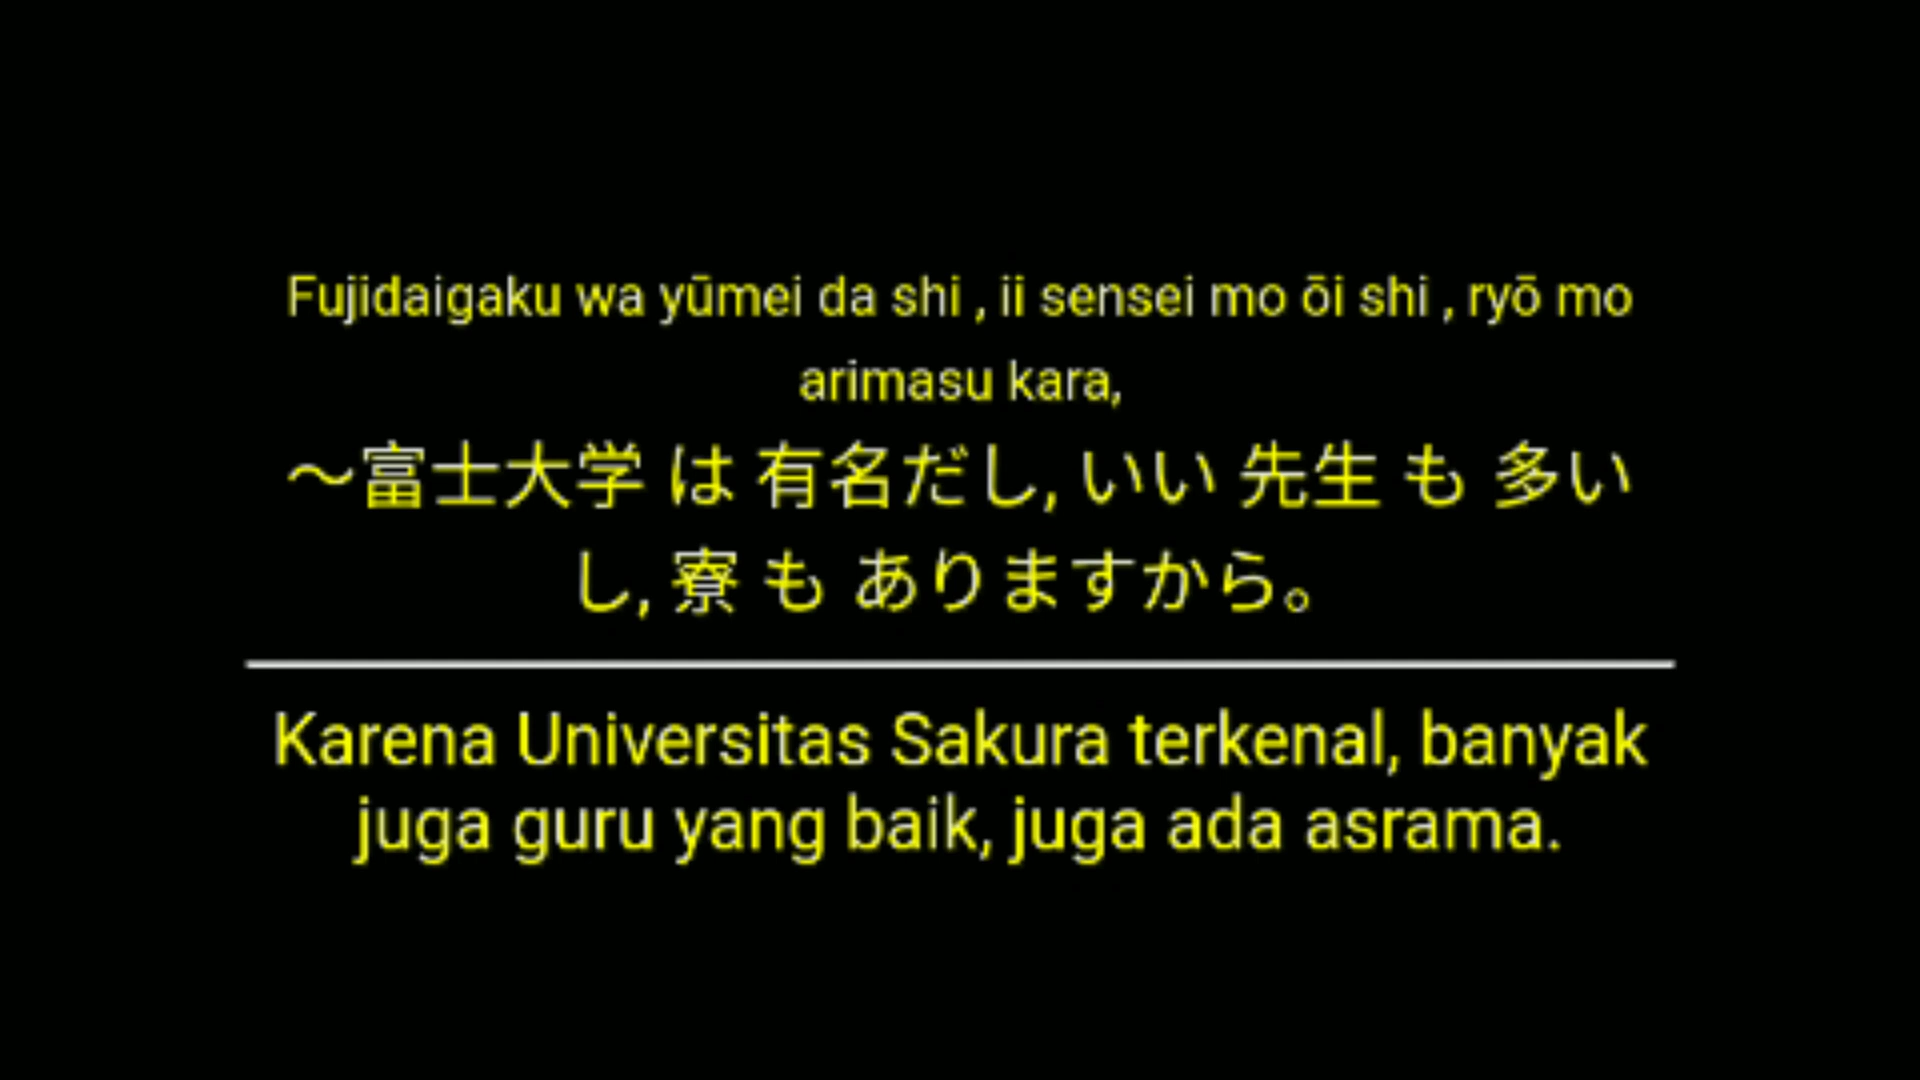 Fujidaigaku wa yūmei da shi , ii sensei mo ōi shi , ryō mo
arimasu kara,
～富士大学 は 有名だし, いい 先生 も 多い
し, 寮 も ありますから。
Karena Universitas Sakura terkenal, banyak
juga guru yang baik, juga ada asrama.